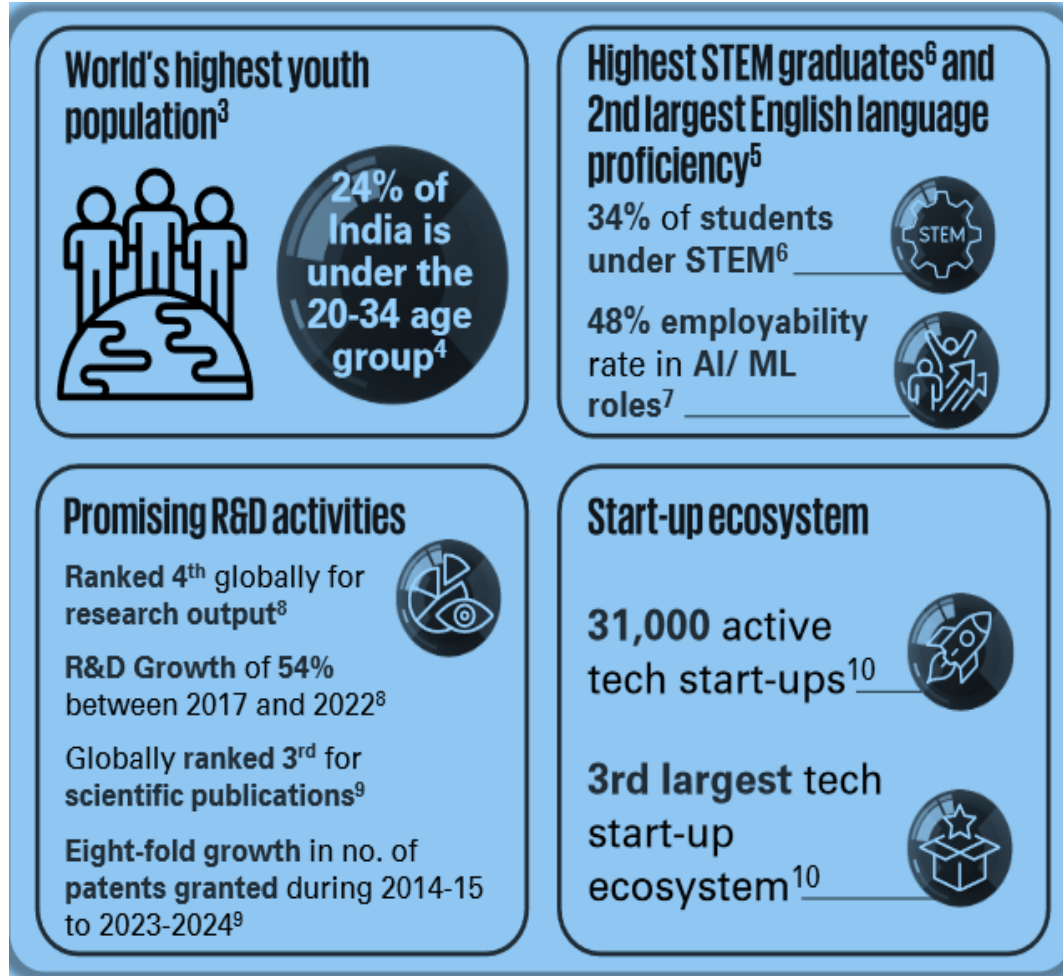 World's highest youth
population³
24% of
India is
under the
20-34 age
group⁴
Highest STEM graduates⁶ and
2nd largest English language
proficiency⁵
34% of students
under STEM⁶
STEM
48% employability
rate in AI/ ML
roles⁷
Promising R&D activities
Ranked 4ᵗʰ globally for
research output⁸
R&D Growth of 54%
between 2017 and 2022⁸
Globally ranked 3ʳᵈ for
scientific publications⁹
Eight-fold growth in no. of
patents granted during 2014-15
to 2023-2024⁹
Start-up ecosystem
31,000 active
tech start-ups¹⁰
3rd largest tech
start-up
ecosystem¹⁰